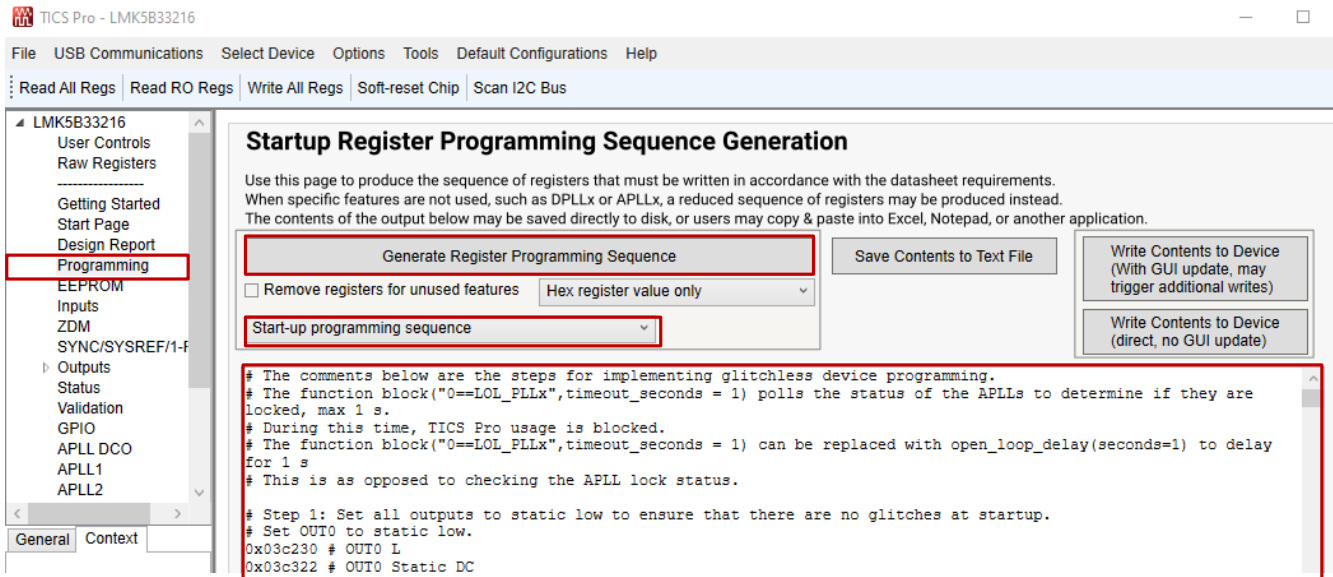 TICS Pro - LMK5B33216
File USB Communications Select Device Options Tools Default Configurations Help
Read All Regs Read RO Regs Write All Regs Soft-reset Chip Scan I2C Bus
LMK5B33216
User Controls
Raw Registers
-----------------
Getting Started
Start Page
Design Report
Programming
EEPROM
Inputs
ZDM
SYNC/SYSREF/1-F
Outputs
Status
Validation
GPIO
APLL DCO
APLL1
APLL2
General Context
Startup Register Programming Sequence Generation
Use this page to produce the sequence of registers that must be written in accordance with the datasheet requirements.
When specific features are not used, such as DPLLx or APLLx, a reduced sequence of registers may be produced instead.
The contents of the output below may be saved directly to disk, or users may copy & paste into Excel, Notepad, or another application.
Generate Register Programming Sequence
Remove registers for unused features
Hex register value only
Start-up programming sequence
Save Contents to Text File
Write Contents to Device
(With GUI update, may
trigger additional writes)
Write Contents to Device
(direct, no GUI update)
# The comments below are the steps for implementing glitchless device programming.
# The function block("0==LOL_PLLx",timeout_seconds = 1) polls the status of the APLLs to determine if they are
locked, max 1 s.
# During this time, TICS Pro usage is blocked.
# The function block("0==LOL_PLLx",timeout_seconds = 1) can be replaced with open_loop_delay(seconds=1) to delay
for 1 s
# This is as opposed to checking the APLL lock status.
# Step 1: Set all outputs to static low to ensure that there are no glitches at startup.
# Set OUT0 to static low.
0x03c230 # OUT0 L
0x03c322 # OUT0 Static DC